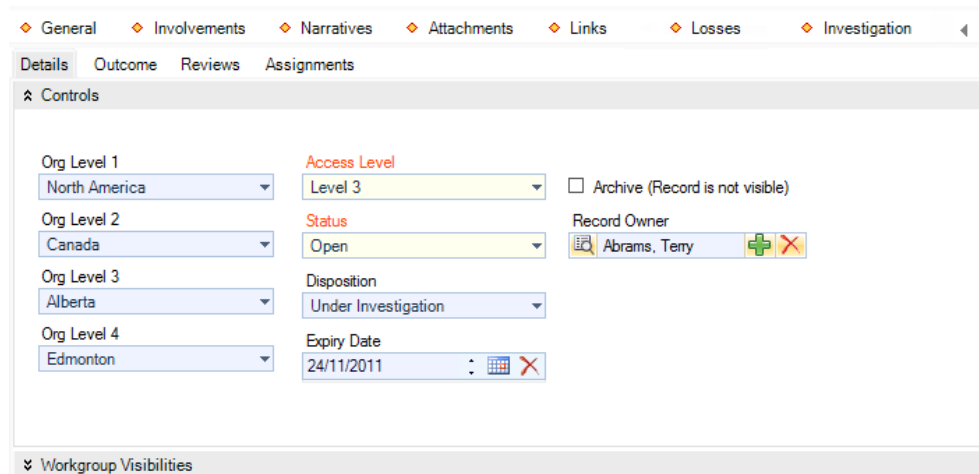 General Involvements Narratives Attachments Links Losses Investigation
Details Outcome Reviews Assignments
Controls
Org Level 1 Access Level
North America Level 3 Archive (Record is not visible)
Org Level 2 Status Record Owner
Canada Open Abrams, Terry
Org Level 3 Disposition
Alberta Under Investigation
Org Level 4 Expiry Date
Edmonton 24/11/2011
Workgroup Visibilities